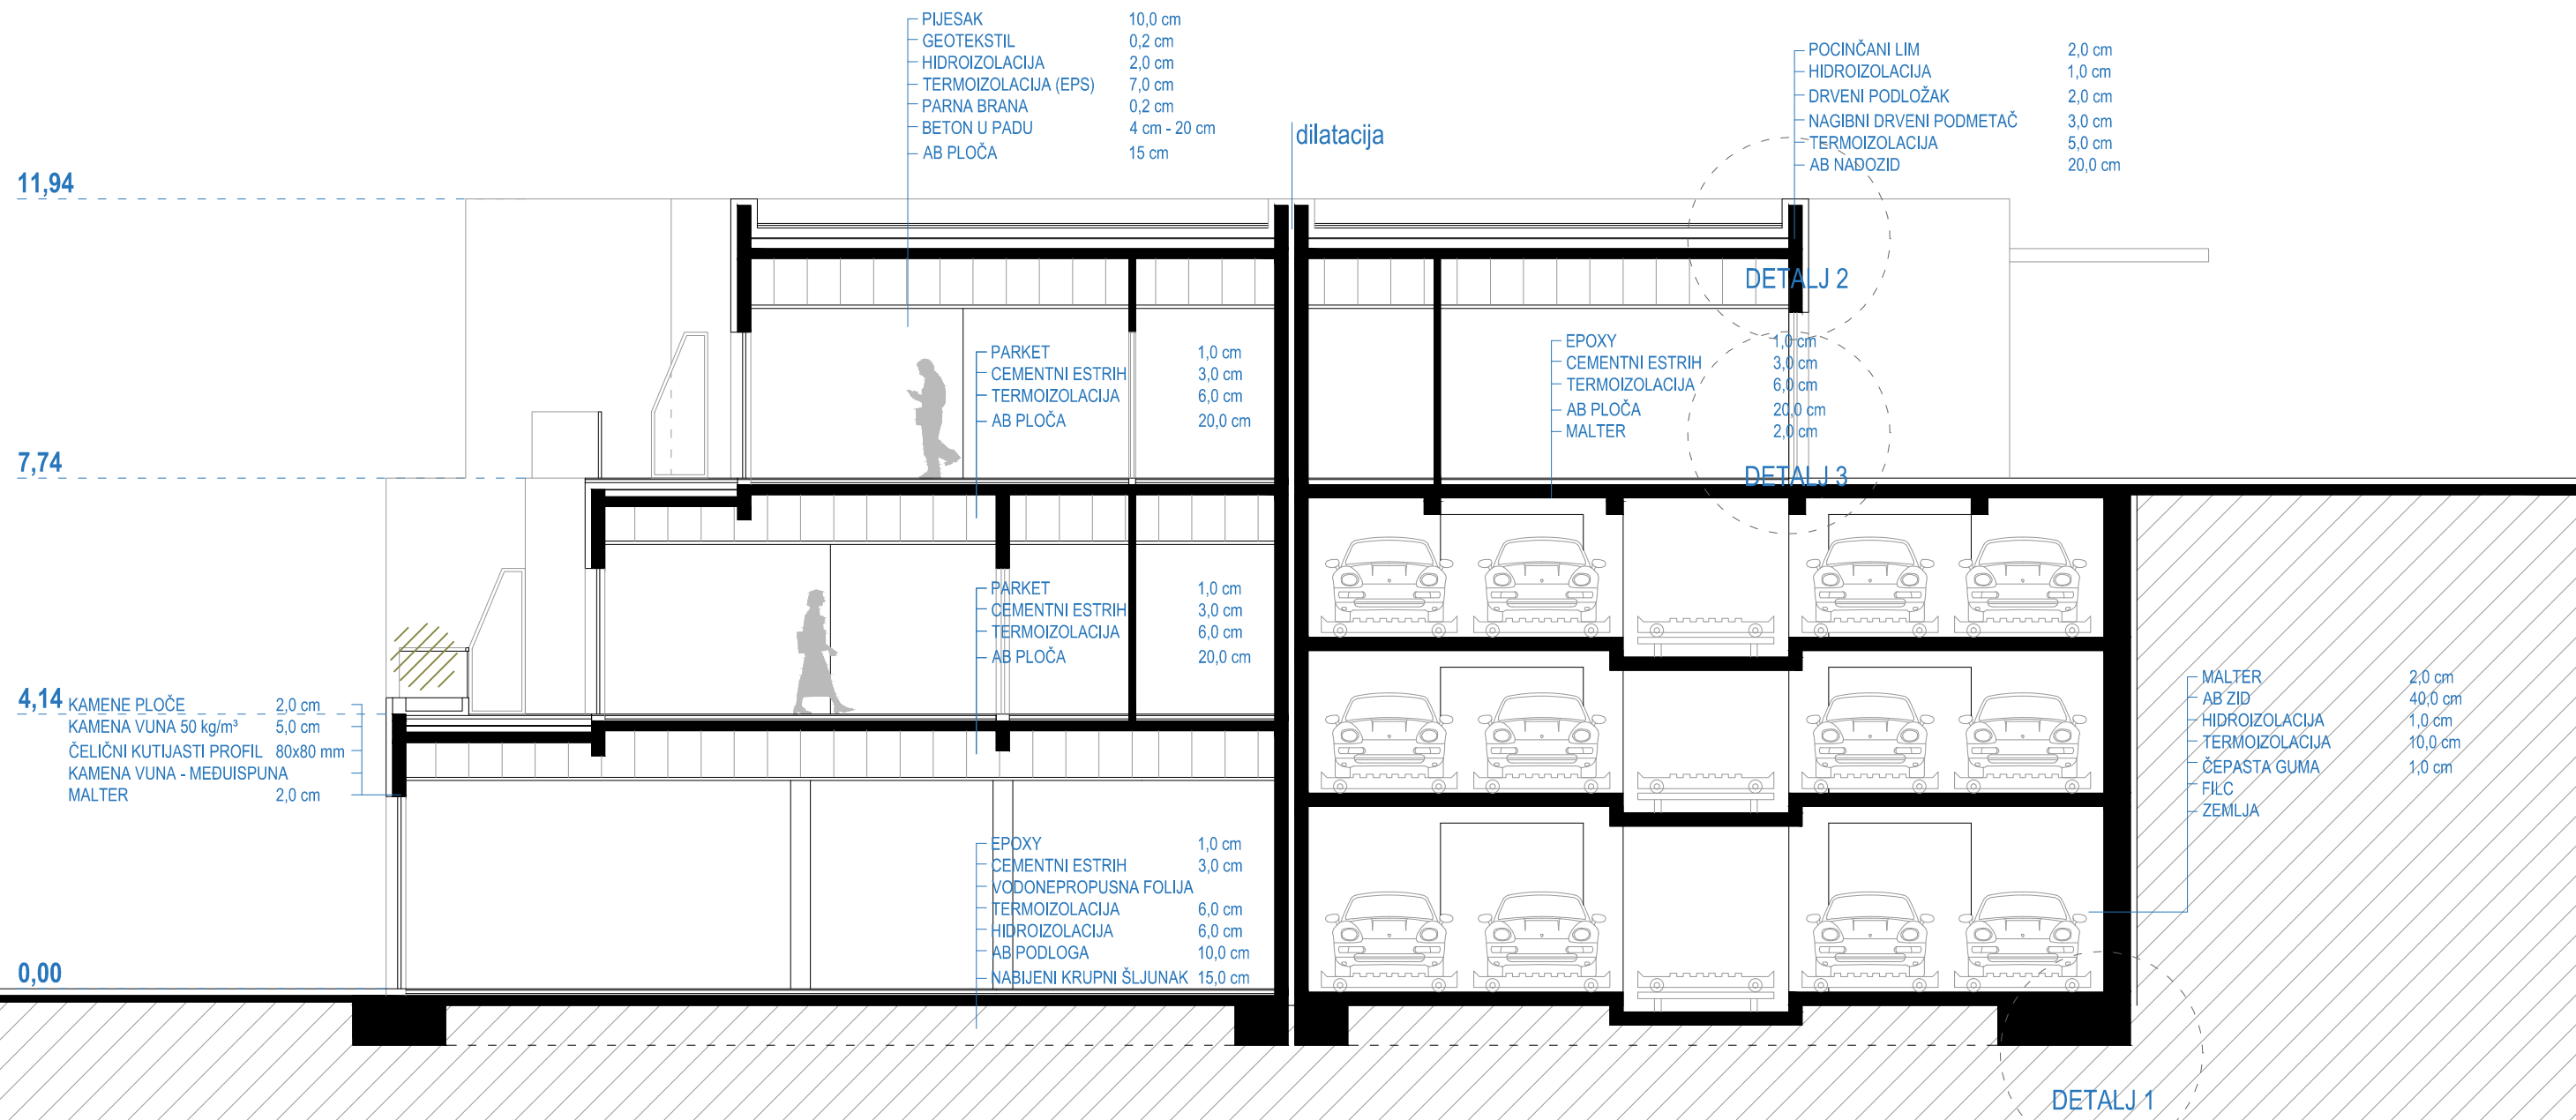 PIJESAK 10,0 cm
GEOTEKSTIL 0,2 cm
HIDROIZOLACIJA 2,0 cm
TERMOIZOLACIJA (EPS) 7,0 cm
PARNA BRANA 0,2 cm
BETON U PADU 4 cm - 20 cm
AB PLOČA 15 cm
dilatacija
POCINČANI LIM 2,0 cm
HIDROIZOLACIJA 1,0 cm
DRVENI PODLOŽAK 2,0 cm
NAGIBNI DRVENI PODMETAČ 3,0 cm
TERMOIZOLACIJA 5,0 cm
AB NADOZID 20,0 cm
11,94
DETALJ 2
PARKET 1,0 cm
CEMENTNI ESTRIH 3,0 cm
TERMOIZOLACIJA 6,0 cm
AB PLOČA 20,0 cm
EPOXY 1,0 cm
CEMENTNI ESTRIH 3,0 cm
TERMOIZOLACIJA 6,0 cm
AB PLOČA 20,0 cm
MALTER 2,0 cm
7,74
DETALJ 3
PARKET 1,0 cm
CEMENTNI ESTRIH 3,0 cm
TERMOIZOLACIJA 6,0 cm
AB PLOČA 20,0 cm
4,14
KAMENE PLOČE 2,0 cm
KAMENA VUNA 50 kg/m³ 5,0 cm
ČELIČNI KUTIJASTI PROFIL 80x80 mm
KAMENA VUNA - MEĐUISPUNA
MALTER 2,0 cm
MALTER 2,0 cm
AB ZID 40,0 cm
HIDROIZOLACIJA 1,0 cm
TERMOIZOLACIJA 10,0 cm
ČEPASTA GUMA 1,0 cm
FILC
ZEMLJA
EPOXY 1,0 cm
CEMENTNI ESTRIH 3,0 cm
VODONEPROPUSNA FOLIJA
TERMOIZOLACIJA 6,0 cm
HIDROIZOLACIJA 6,0 cm
AB PODLOGA 10,0 cm
NABIJENI KRUPNI ŠLJUNAK 15,0 cm
0,00
DETALJ 1